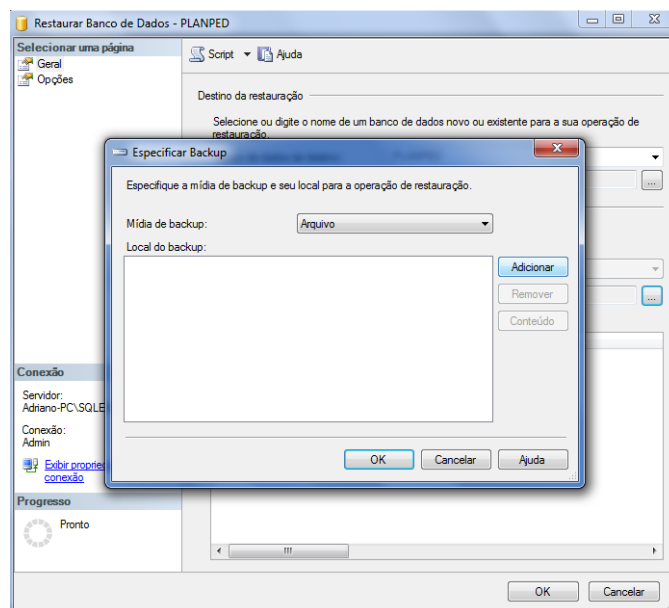 Restaurar Banco de Dados - PLANPED
Selecionar uma página
Geral
Opções
Script
Ajuda
Destino da restauração
Selecione ou digite o nome de um banco de dados novo ou existente para a sua operação de
restauração.
Especificar Backup
Especifique a mídia de backup e seu local para a operação de restauração.
Mídia de backup:
Arquivo
Local do backup:
Adicionar
Remover
Conteúdo
OK
Cancelar
Ajuda
Conexão
Servidor:
Adriano-PC\SQLE
Conexão:
Admin
Exibir proprie
conexão
Progresso
Pronto
OK
Cancelar